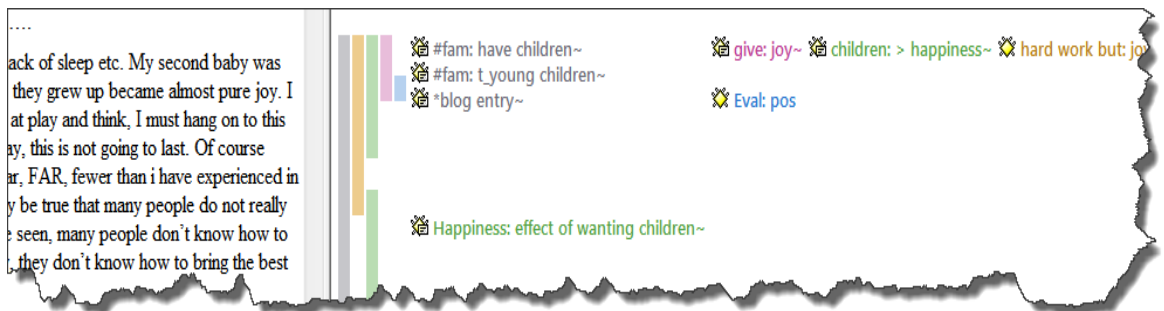 ....
ack of sleep etc. My second baby was
they grew up became almost pure joy. I
at play and think, I must hang on to this
ay, this is not going to last. Of course
ar, FAR, fewer than i have experienced in
y be true that many people do not really
e seen, many people don't know how to
, they don't know how to bring the best
#fam: have children~ give: joy~ children: > happiness~ hard work but: jo
#fam: t_young children~
*blog entry~ Eval: pos
Happiness: effect of wanting children~